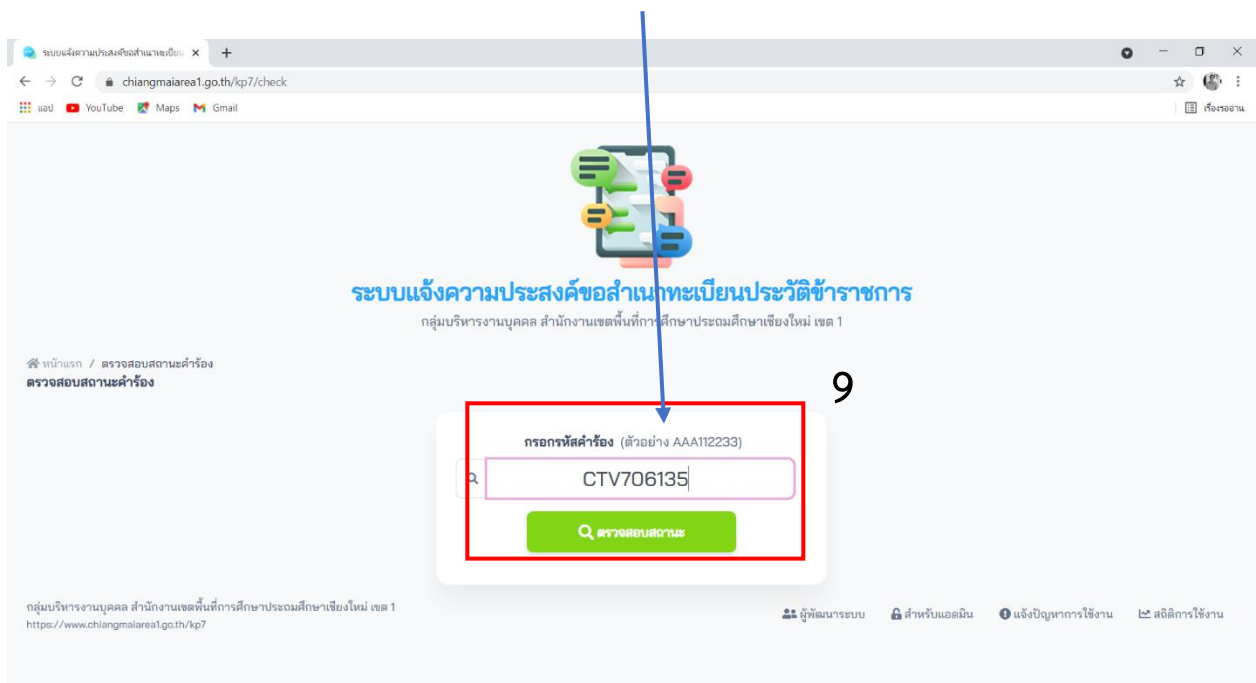 ระบบแจ้งความประสงค์ขอสำเนาทะเบียน
chiangmaiarea1.go.th/kp7/check
แอป YouTube Maps Gmail เรื่องรออ่าน
ระบบแจ้งความประสงค์ขอสำเนาทะเบียนประวัติข้าราชการ
กลุ่มบริหารงานบุคคล สำนักงานเขตพื้นที่การศึกษาประถมศึกษาเชียงใหม่ เขต 1
หน้าแรก / ตรวจสอบสถานะคำร้อง
ตรวจสอบสถานะคำร้อง
9
กรอกรหัสคำร้อง (ตัวอย่าง AAA112233)
CTV706135
ตรวจสอบสถานะ
กลุ่มบริหารงานบุคคล สำนักงานเขตพื้นที่การศึกษาประถมศึกษาเชียงใหม่ เขต 1
https://www.chiangmaiarea1.go.th/kp7
ผู้พัฒนาระบบ สำหรับแอดมิน แจ้งปัญหาการใช้งาน สถิติการใช้งาน